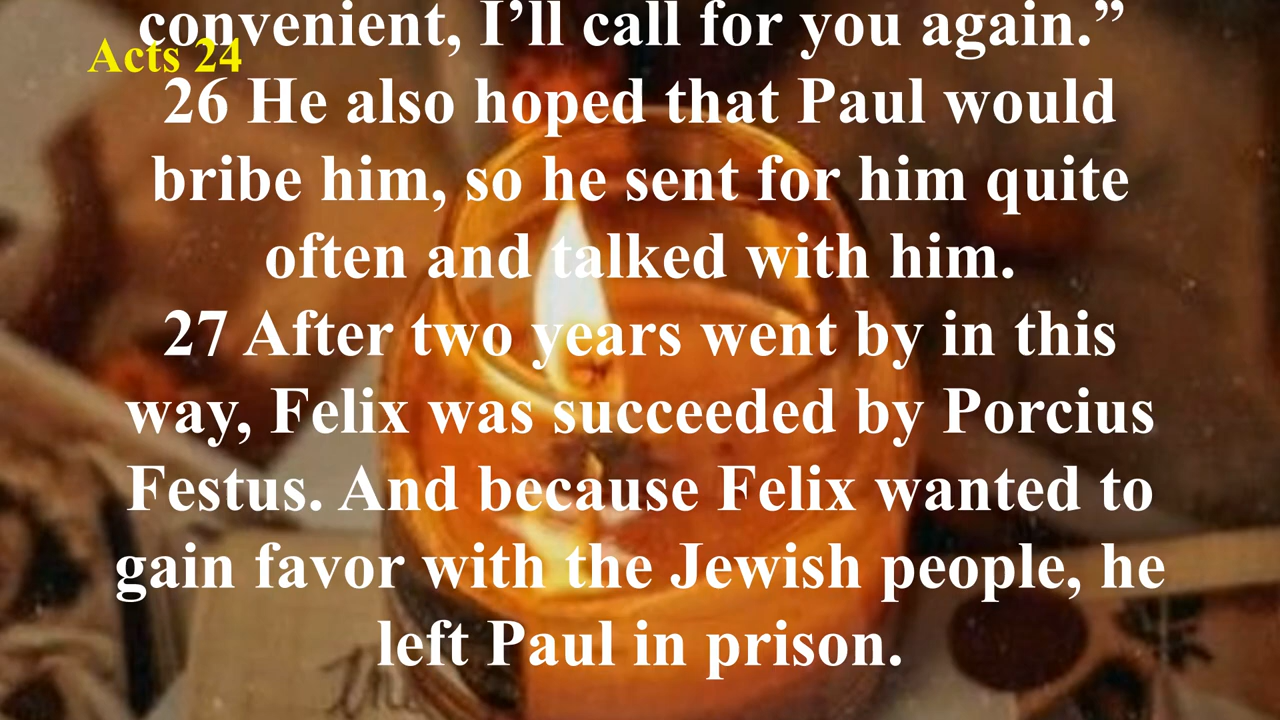 convenient, I’ll call for you again.”
Acts 24
26 He also hoped that Paul would
bribe him, so he sent for him quite
often and talked with him.
27 After two years went by in this
way, Felix was succeeded by Porcius
Festus. And because Felix wanted to
gain favor with the Jewish people, he
left Paul in prison.
the